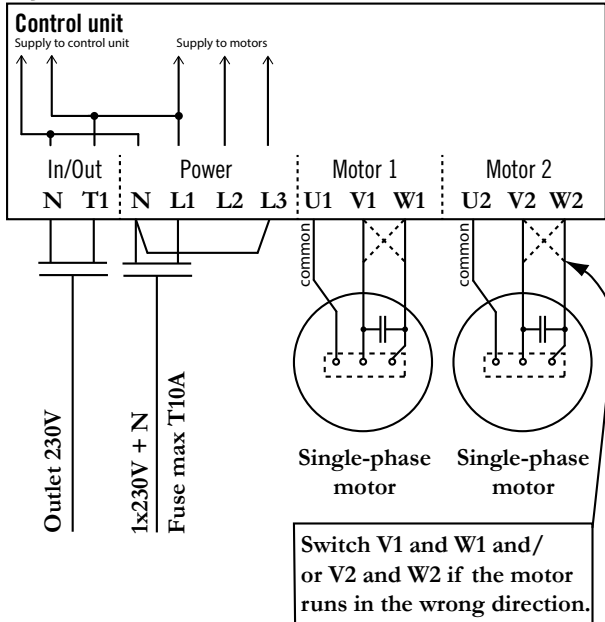 Control unit
Supply to control unit Supply to motors
In/Out Power Motor 1 Motor 2
N T1 N L1 L2 L3 U1 V1 W1 U2 V2 W2
common common
Outlet 230V
1x230V + N
Fuse max T10A
Single-phase
motor
Single-phase
motor
Switch V1 and W1 and/
or V2 and W2 if the motor
runs in the wrong direction.